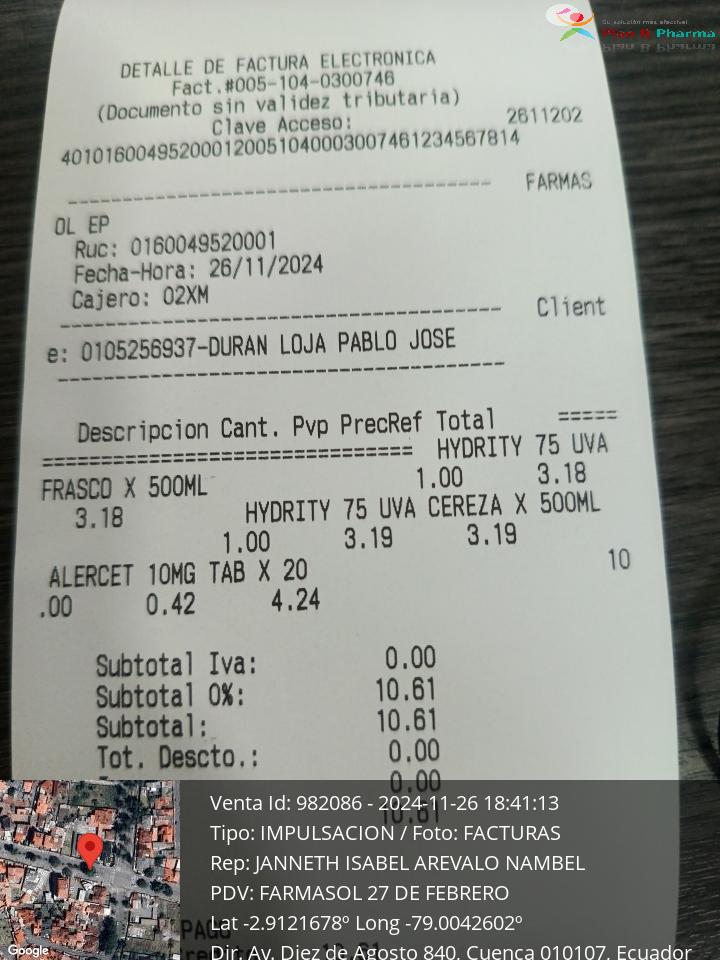 Su solución más efectiva!
Plan B Pharma
DETALLE DE FACTURA ELECTRONICA
Fact.#005-104-0300746
(Documento sin validez tributaria)
Clave Acceso: 2611202
401016004952000120051040003007461234567814
-------------------------------------- FARMAS
OL EP
Ruc: 0160049520001
Fecha-Hora: 26/11/2024
Cajero: 02XM
-------------------------------------- Client
e: 0105256937-DURAN LOJA PABLO JOSE
--------------------------------------
Descripcion Cant. Pvp PrecRef Total =====
================================= HYDRITY 75 UVA
FRASCO X 500ML 1.00 3.18
3.18 HYDRITY 75 UVA CEREZA X 500ML
1.00 3.19 3.19
ALERCET 10MG TAB X 20 10
.00 0.42 4.24
Subtotal Iva: 0.00
Subtotal 0%: 10.61
Subtotal: 10.61
Tot. Descto.: 0.00
0.00
10.61
Venta Id: 982086 - 2024-11-26 18:41:13
Tipo: IMPULSACION / Foto: FACTURAS
Rep: JANNETH ISABEL AREVALO NAMBEL
PDV: FARMASOL 27 DE FEBRERO
Lat -2.9121678º Long -79.0042602º
PAGO
Dir. Av. Diez de Agosto 840, Cuenca 010107, Ecuador
Google